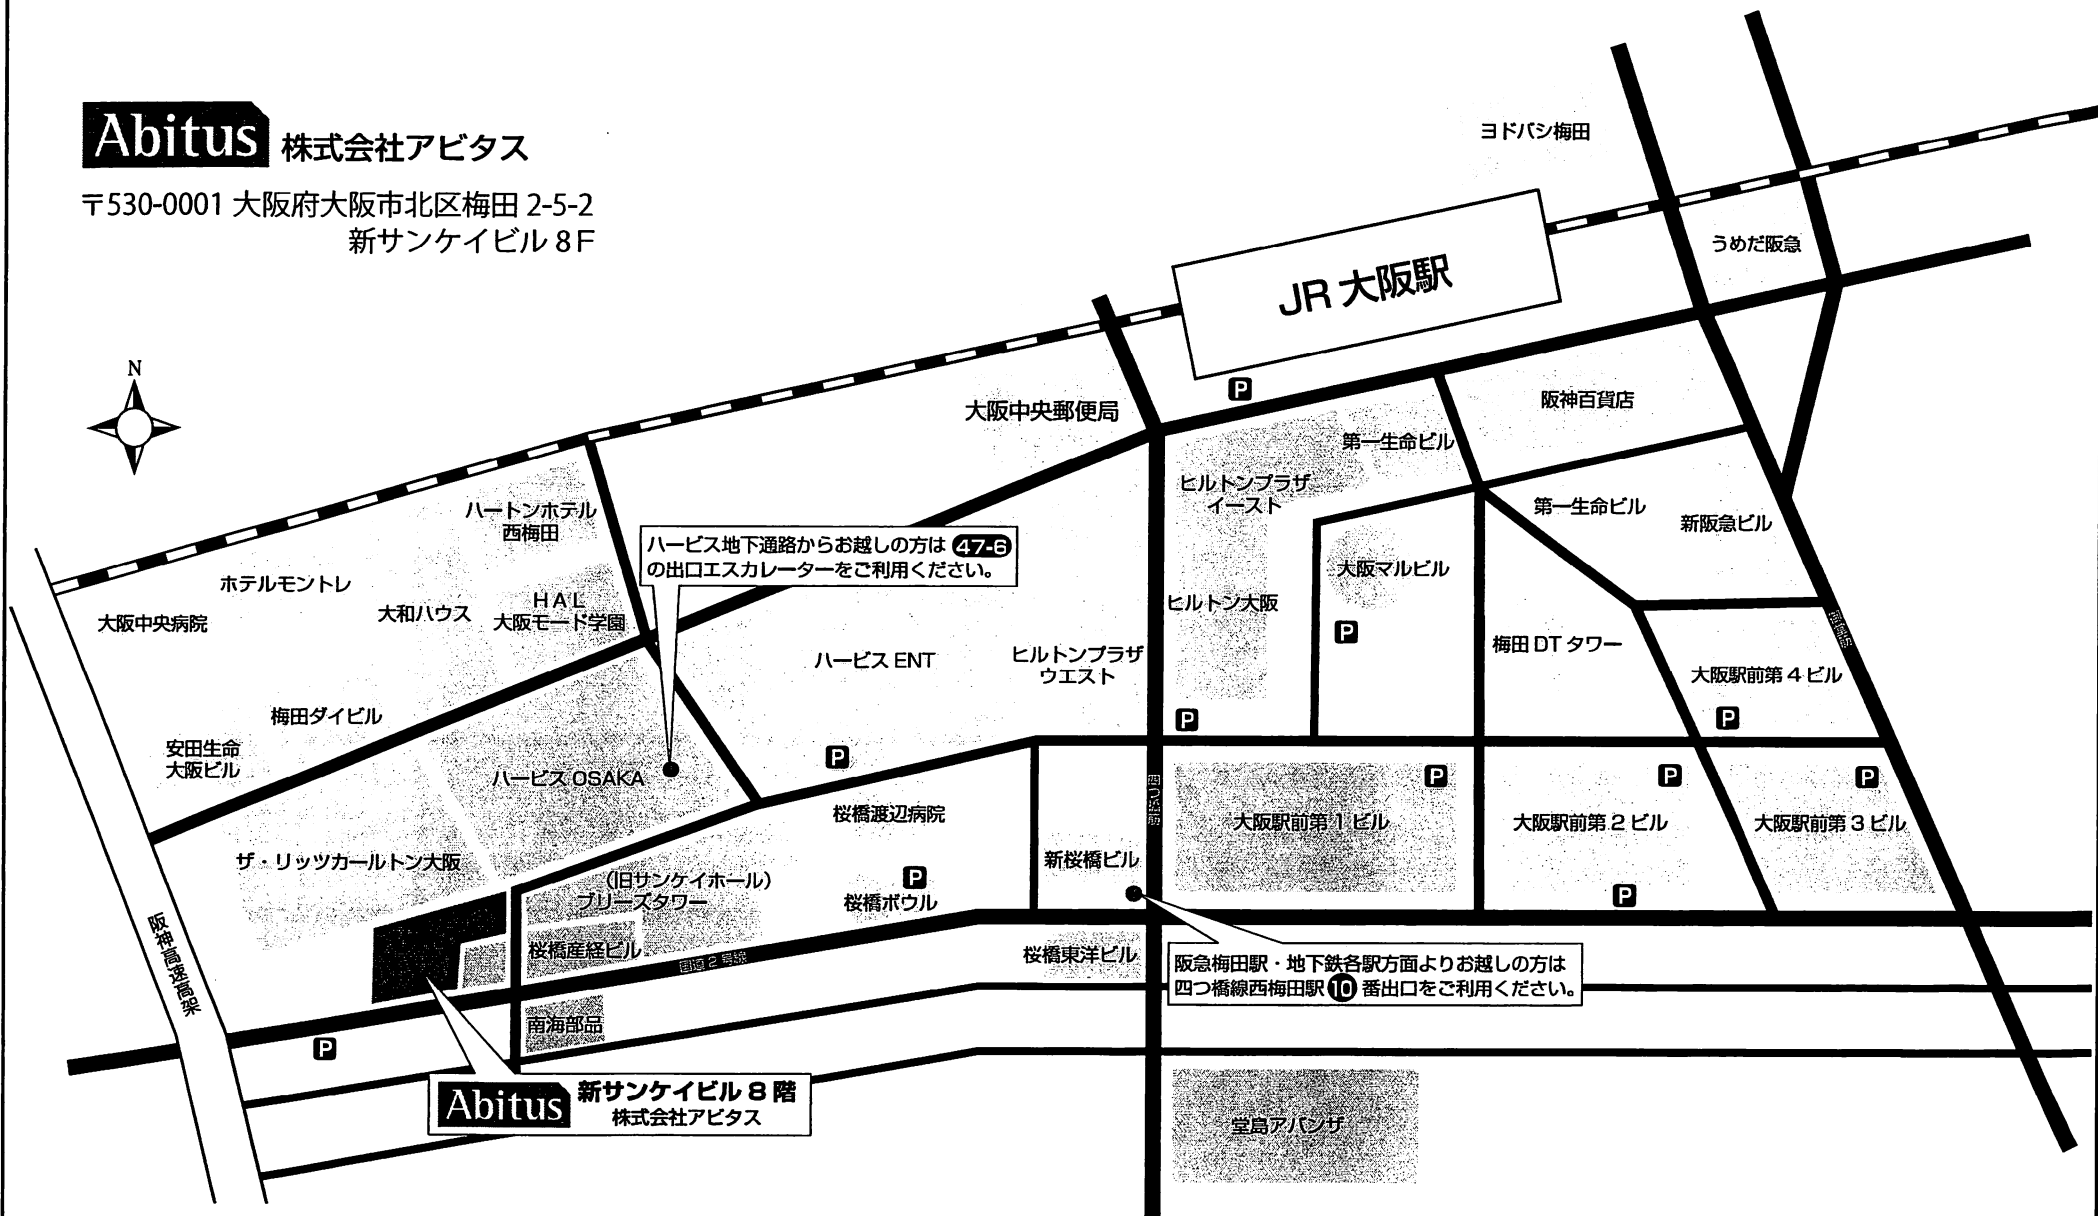 Abitus 株式会社アビタス
〒530-0001 大阪府大阪市北区梅田 2-5-2
新サンケイビル 8F
N
ヨドバシ梅田
うめだ阪急
JR 大阪駅
P
大阪中央郵便局
阪神百貨店
第一生命ビル
ヒルトンプラザ
イースト
第一生命ビル
新阪急ビル
ハートンホテル
西梅田
ハービス地下通路からお越しの方は 47-6
の出口エスカレーターをご利用ください。
ホテルモントレ
大阪中央病院
大和ハウス
HAL
大阪モード学園
大阪マルビル
ヒルトン大阪
P
御堂筋
梅田 DT タワー
ハービス ENT
ヒルトンプラザ
ウエスト
大阪駅前第 4 ビル
P
P
梅田ダイビル
安田生命
大阪ビル
ハービス OSAKA
P
四つ橋筋
P
P
P
桜橋渡辺病院
大阪駅前第 1 ビル
大阪駅前第 2 ビル
大阪駅前第 3 ビル
ザ・リッツカールトン大阪
新桜橋ビル
（旧サンケイホール）
ブリーズタワー
P
桜橋ボウル
P
阪神高速高架
桜橋産経ビル
国道 2 号線
桜橋東洋ビル
阪急梅田駅・地下鉄各駅方面よりお越しの方は
四つ橋線西梅田駅 10 番出口をご利用ください。
南海部品
P
Abitus 新サンケイビル 8 階
株式会社アビタス
堂島アバンザ